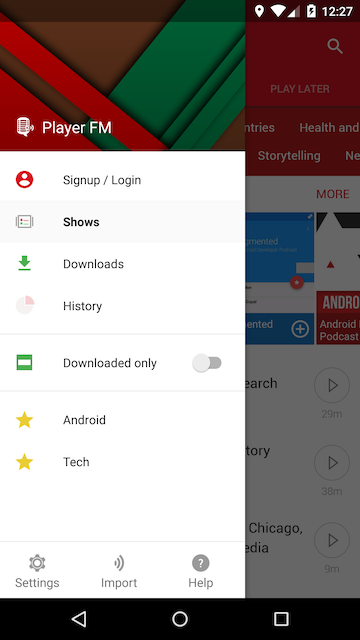 12:27
Player FM
PLAY LATER
ntries
Health and
Storytelling
Ne
Signup / Login
MORE
Shows
gmented
Downloads
History
ANDRO
mented
Android
Podcast
Downloaded only
earch
29m
Android
tory
Tech
38m
Chicago,
edia
9m
Settings
Import
Help